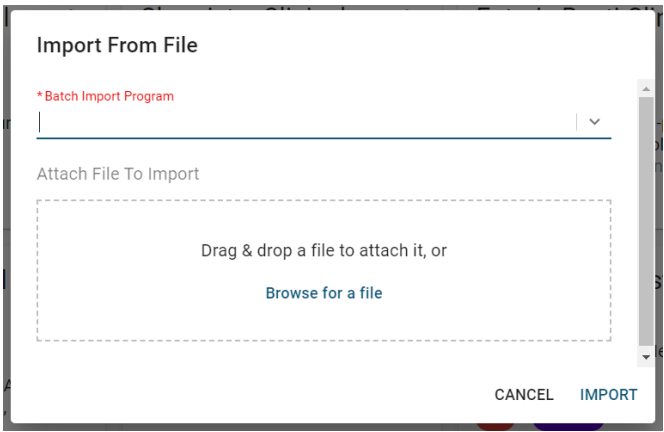 Import From File
* Batch Import Program
Attach File To Import
Drag & drop a file to attach it, or
Browse for a file
CANCEL IMPORT